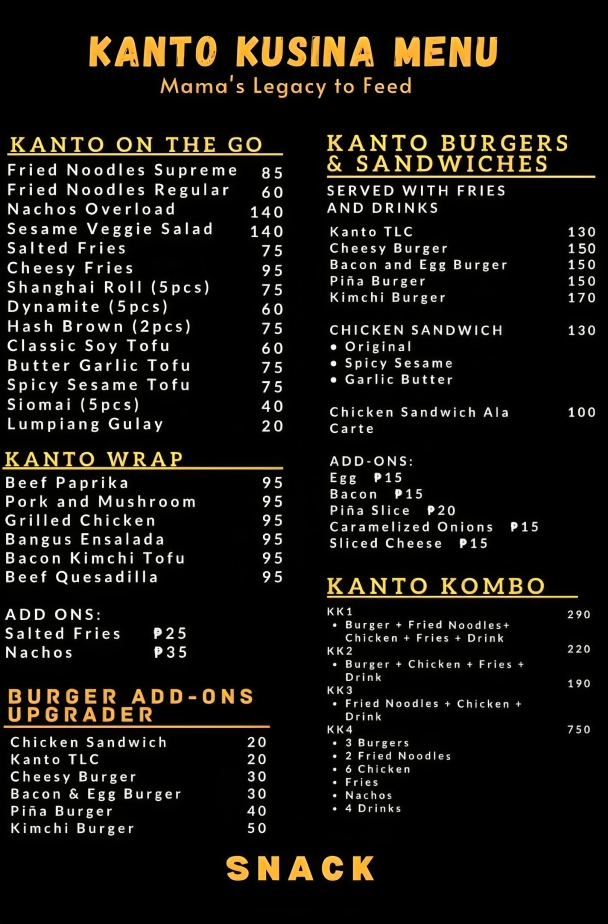 KANTO KUSINA MENU
Mama's Legacy to Feed
KANTO ON THE GO
Fried Noodles Supreme 85
Fried Noodles Regular 60
Nachos Overload 140
Sesame Veggie Salad 140
Salted Fries 75
Cheesy Fries 95
Shanghai Roll (5pcs) 75
Dynamite (5pcs) 60
Hash Brown (2pcs) 75
Classic Soy Tofu 60
Butter Garlic Tofu 75
Spicy Sesame Tofu 75
Siomai (5pcs) 40
Lumpiang Gulay 20
KANTO WRAP
Beef Paprika 95
Pork and Mushroom 95
Grilled Chicken 95
Bangus Ensalada 95
Bacon Kimchi Tofu 95
Beef Quesadilla 95
ADD ONS:
Salted Fries ₱25
Nachos ₱35
BURGER ADD-ONS
UPGRADER
Chicken Sandwich 20
Kanto TLC 20
Cheesy Burger 30
Bacon & Egg Burger 30
Piña Burger 40
Kimchi Burger 50
KANTO BURGERS
& SANDWICHES
SERVED WITH FRIES
AND DRINKS
Kanto TLC 130
Cheesy Burger 150
Bacon and Egg Burger 150
Piña Burger 150
Kimchi Burger 170
CHICKEN SANDWICH 130
• Original
• Spicy Sesame
• Garlic Butter
Chicken Sandwich Ala 100
Carte
ADD-ONS:
Egg ₱15
Bacon ₱15
Piña Slice ₱20
Caramelized Onions ₱15
Sliced Cheese ₱15
KANTO KOMBO
KK1 290
• Burger + Fried Noodles+
Chicken + Fries + Drink
KK2 220
• Burger + Chicken + Fries +
Drink
KK3 190
• Fried Noodles + Chicken +
Drink
KK4 750
• 3 Burgers
• 2 Fried Noodles
• 6 Chicken
• Fries
• Nachos
• 4 Drinks
SNACK